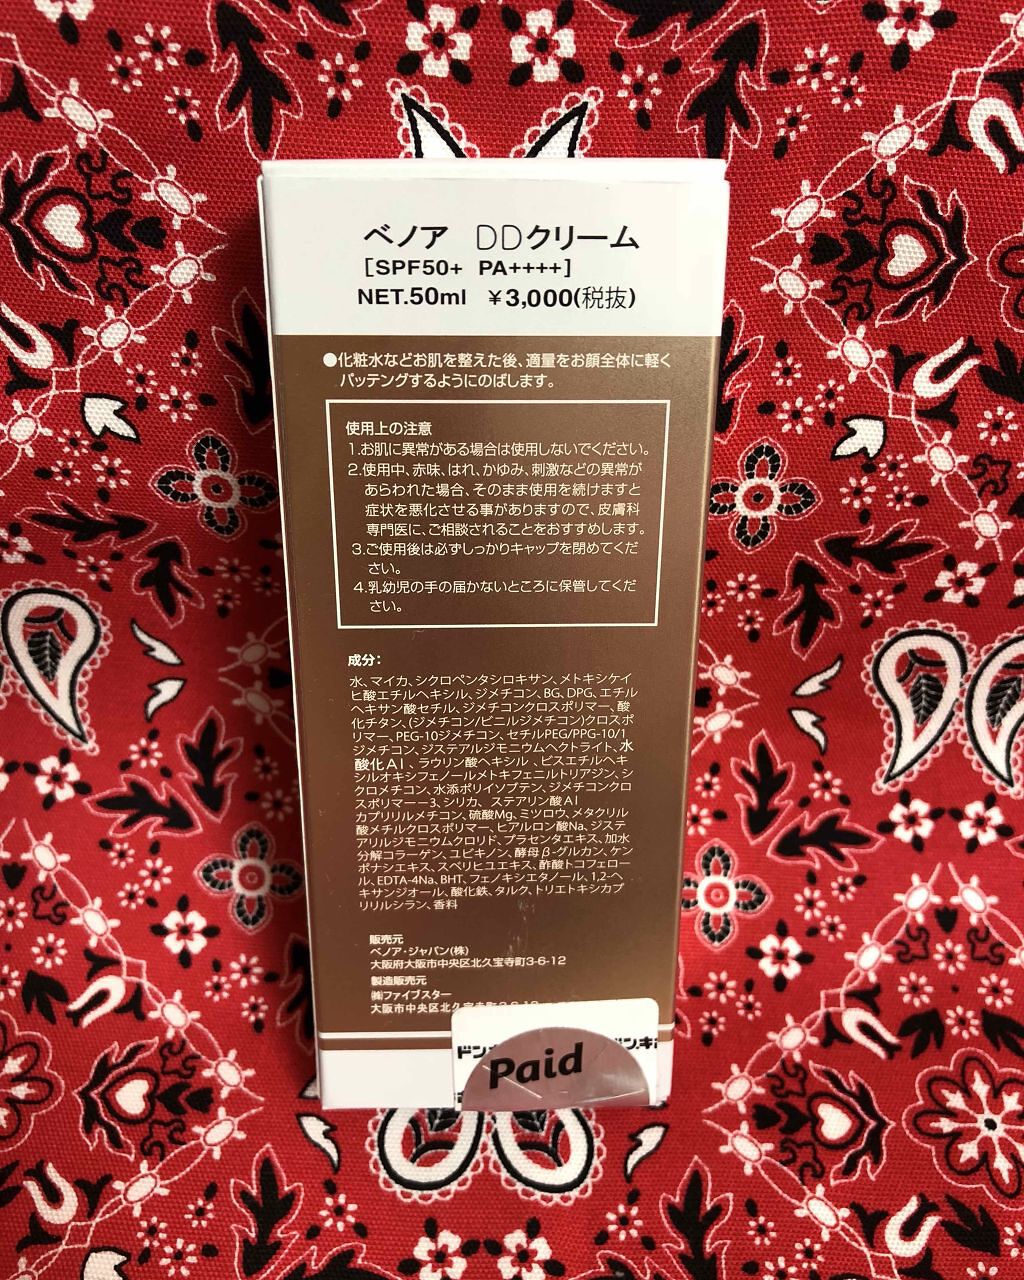 ベノア DDクリーム
[SPF50+ PA++++]
NET.50ml ¥3,000(税抜)
●化粧水などお肌を整えた後、適量をお顔全体に軽く
パッティングするようにのばします。
使用上の注意
1.お肌に異常がある場合は使用しないでください。
2.使用中、赤味、はれ、かゆみ、刺激などの異常が
あらわれた場合、そのまま使用を続けますと
症状を悪化させる事がありますので、皮膚科
専門医に、ご相談されることをおすすめします。
3.ご使用後は必ずしっかりキャップを閉めてくだ
さい。
4.乳幼児の手の届かないところに保管してくだ
さい。
成分:
水、マイカ、シクロペンタシロキサン、メトキシケイ
ヒ酸エチルヘキシル、ジメチコン、BG、DPG、エチル
ヘキサン酸セチル、ジメチコンクロスポリマー、酸
化チタン、(ジメチコン/ビニルジメチコン)クロスポ
リマー、PEG-10ジメチコン、セチルPEG/PPG-10/1
ジメチコン、ジステアルジモニウムヘクトライト、水
酸化Al、ラウリン酸ヘキシル、ビスエチルヘキ
シルオキシフェノールメトキフェニルトリアジン、シ
クロメチコン、水添ポリイソブテン、ジメチコンクロ
スポリマーー3、シリカ、ステアリン酸Al
カプリリルメチコン、硫酸Mg、ミツロウ、メタクリル
酸メチルクロスポリマー、ヒアルロン酸Na、ジステ
アリルジモニウムクロリド、プラセンタエキス、加水
分解コラーゲン、ユビキノン、酵母β-グルカン、ケン
ポナシエキス、スベリヒユエキス、酢酸トコフェロー
ル、EDTA-4Na、BHT、フェノキシエタノール、1,2-ヘ
キサンジオール、酸化鉄、タルク、トリエトキシカプ
リリルシラン、香料
販売元
ベノア・ジャパン(株)
大阪府大阪市中央区北久宝寺町3-6-12
製造販売元
㈱ファイブスター
大阪市中央区北久宝寺町3-6-12
Paid